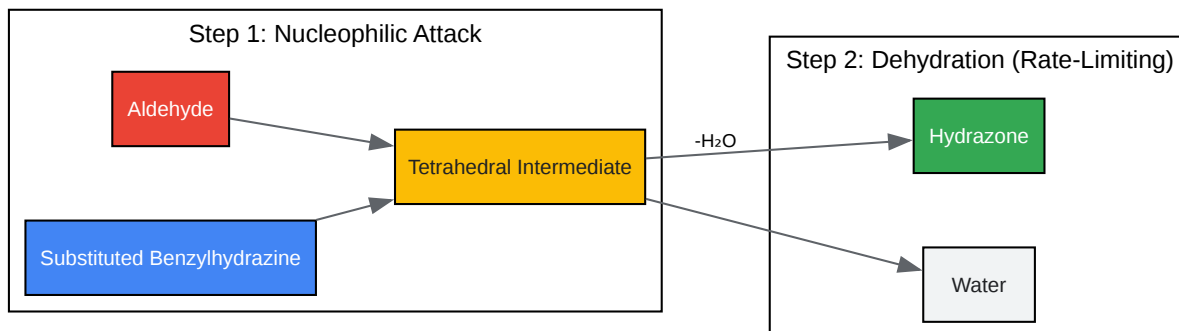 Step 1: Nucleophilic Attack
Aldehyde
Substituted Benzylhydrazine
Tetrahedral Intermediate
-H₂O
Step 2: Dehydration (Rate-Limiting)
Hydrazone
Water